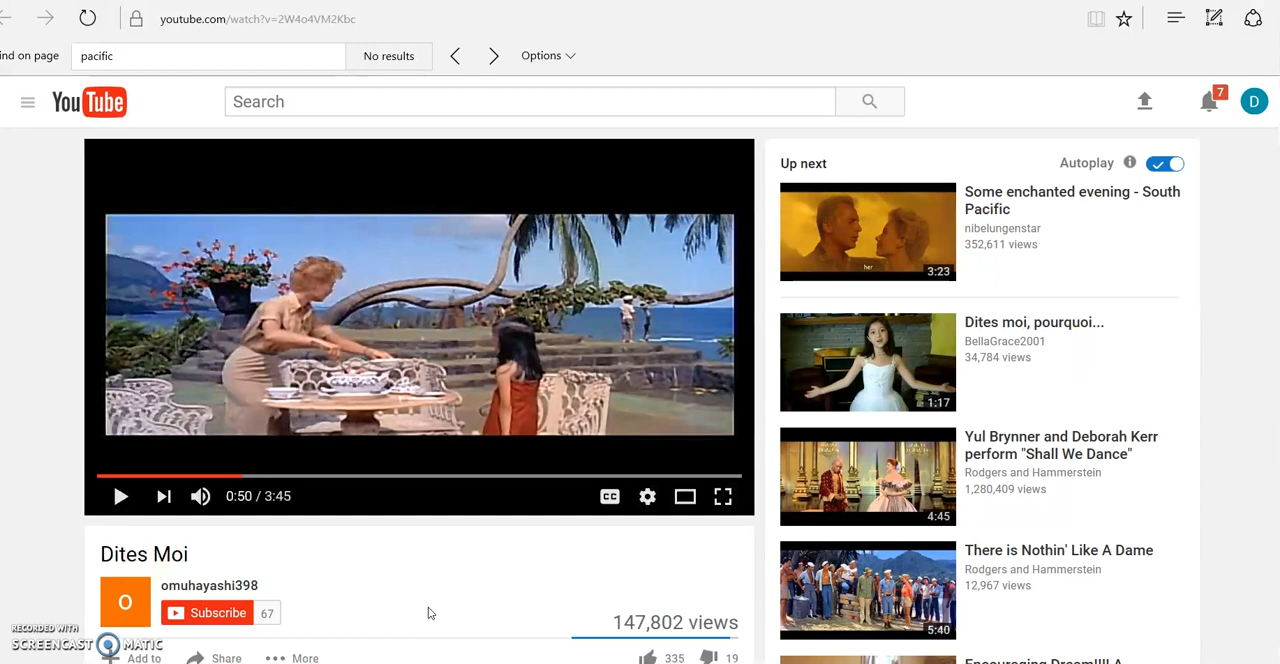 youtube.com/watch?v=2W4o4VM2Kbc
ind on page
pacific
No results
Options
YouTube
Search
7
D
Up next
Autoplay
Some enchanted evening - South
Pacific
nibelungenstar
352,611 views
her
3:23
Dites moi, pourquoi...
BellaGrace2001
34,784 views
1:17
Yul Brynner and Deborah Kerr
perform "Shall We Dance"
Rodgers and Hammerstein
1,280,409 views
4:45
There is Nothin' Like A Dame
Rodgers and Hammerstein
12,967 views
5:40
Encouraging Dream!!!! A
CC
0:50 / 3:45
Dites Moi
O
omuhayashi398
Subscribe
67
147,802 views
Add to
Share
More
335
19
RECORDED WITH
SCREENCAST MATIC